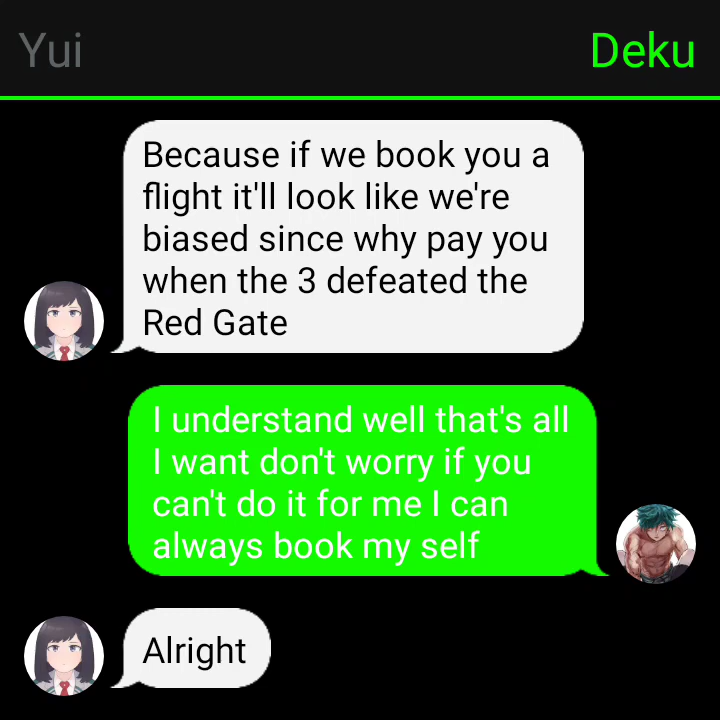 Yui
Deku
Because if we book you a
flight it'll look like we're
biased since why pay you
when the 3 defeated the
Red Gate
I understand well that's all
I want don't worry if you
can't do it for me I can
always book my self
Alright